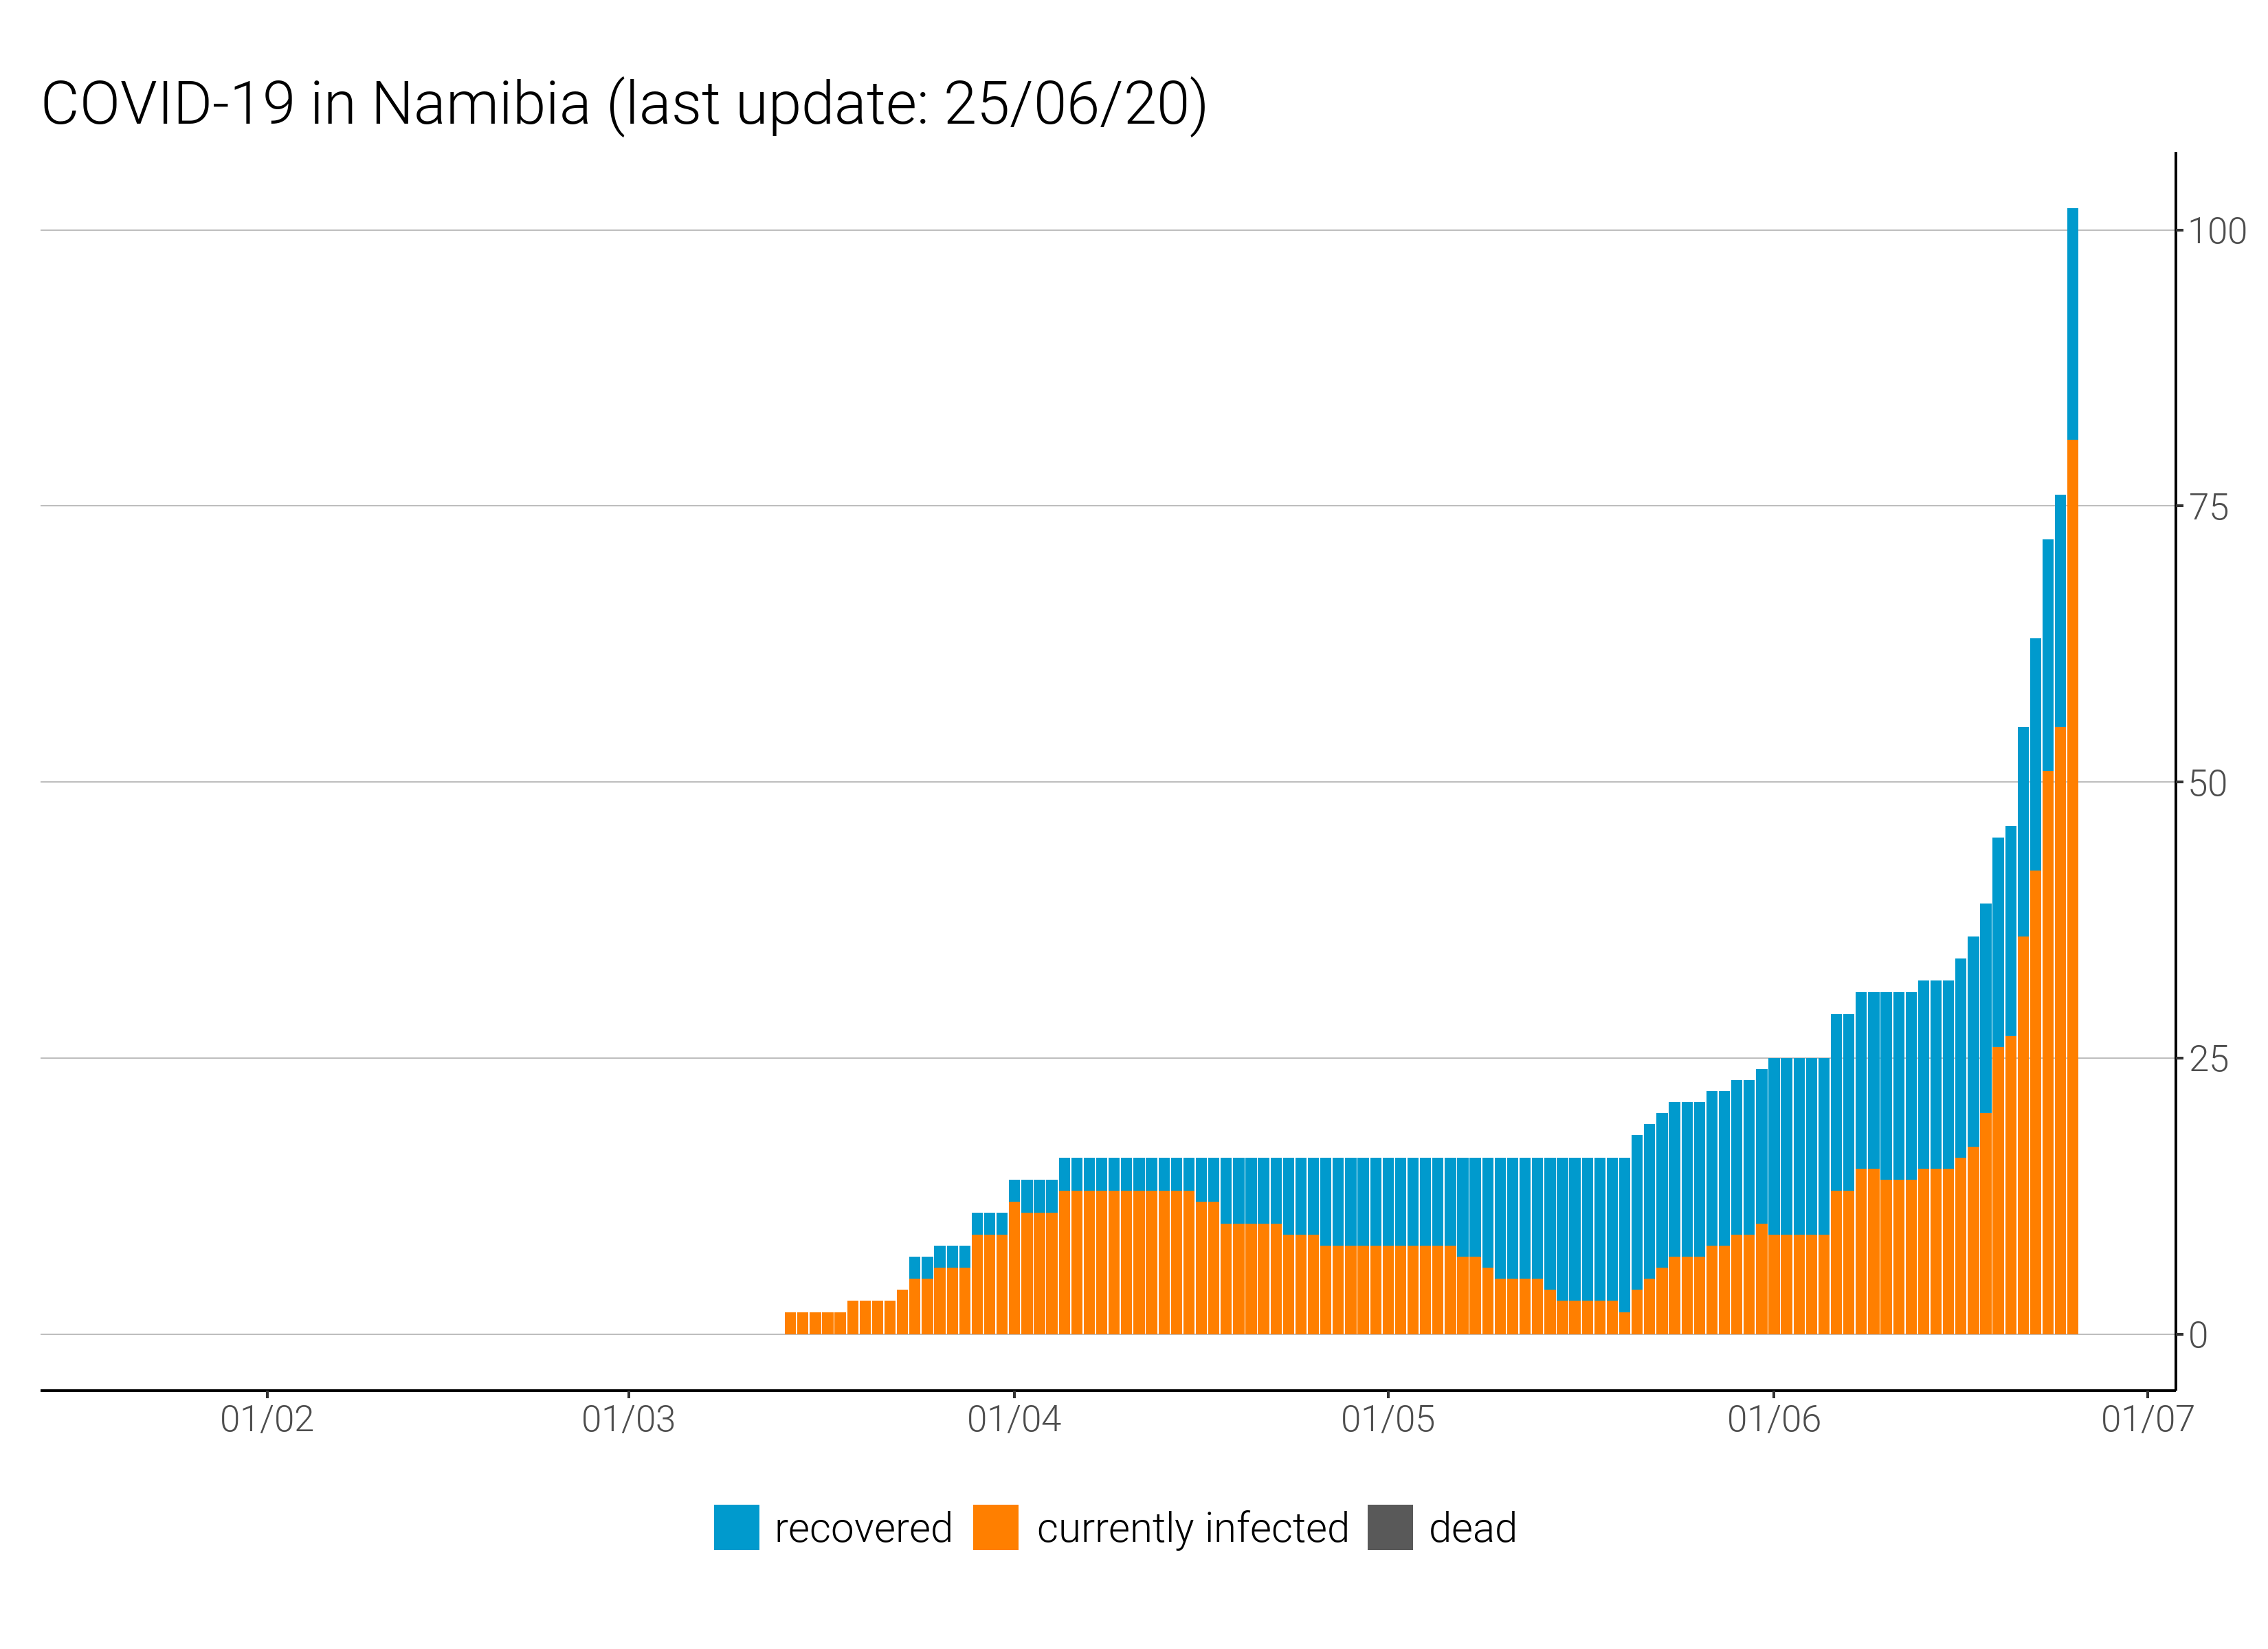 COVID-19 in Namibia (last update: 25/06/20)
100
75
50
25
0
01/02 01/03 01/04 01/05 01/06 01/07
recovered currently infected dead